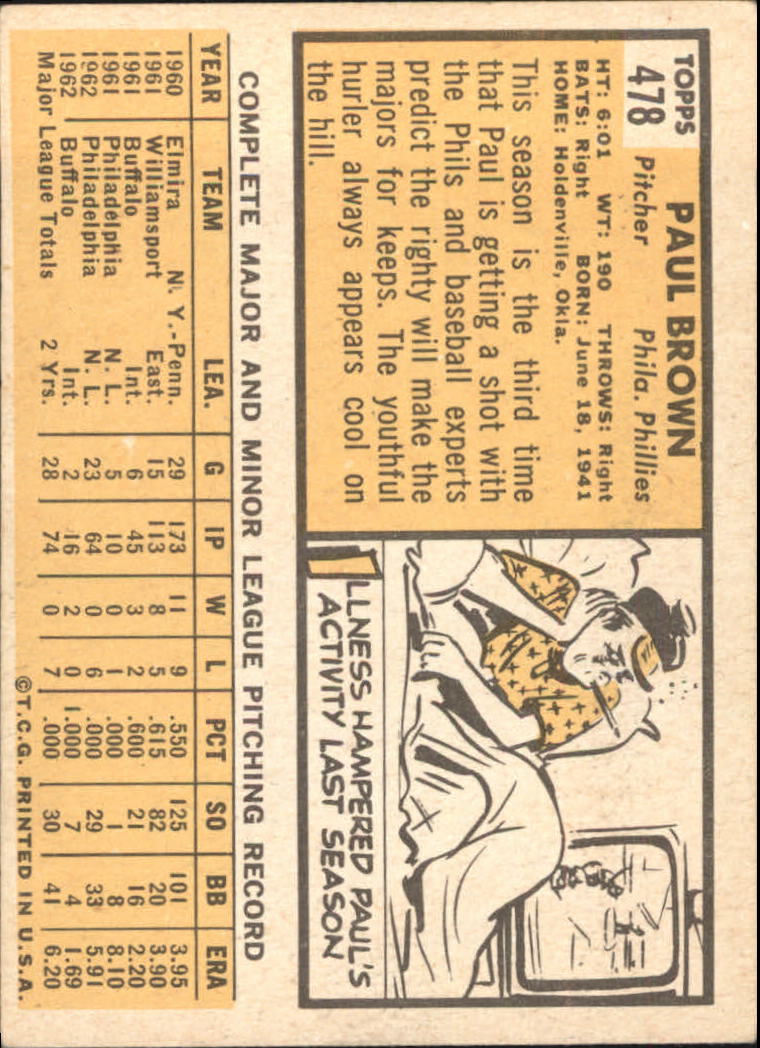 TOPPS
478
PAUL BROWN
Pitcher Phila. Phillies
HT: 6:01 WT: 190 THROWS: Right
BATS: Right BORN: June 18, 1941
HOME: Holdenville, Okla.
This season is the third time
that Paul is getting a shot with
the Phils and baseball experts
predict the righty will make the
majors for keeps. The youthful
hurler always appears cool on
the hill.
ILLNESS HAMPERED PAUL'S
ACTIVITY LAST SEASON
COMPLETE MAJOR AND MINOR LEAGUE PITCHING RECORD
YEAR TEAM LEA. G IP W L PCT SO BB ERA
1960 Elmira N. Y.-Penn. 29 173 11 9 .550 125 101 3.95
1961 Williamsport East. 15 113 8 5 .615 82 20 3.90
1961 Buffalo Int. 6 45 3 2 .600 21 16 2.20
1961 Philadelphia N. L. 5 10 0 1 .000 1 8 8.10
1962 Philadelphia N. L. 23 64 0 6 .000 29 33 5.91
1962 Buffalo Int. 2 16 2 0 1.000 7 4 1.69
Major League Totals 2 Yrs. 28 74 0 7 .000 30 41 6.20
©T.C.G. PRINTED IN U.S.A.